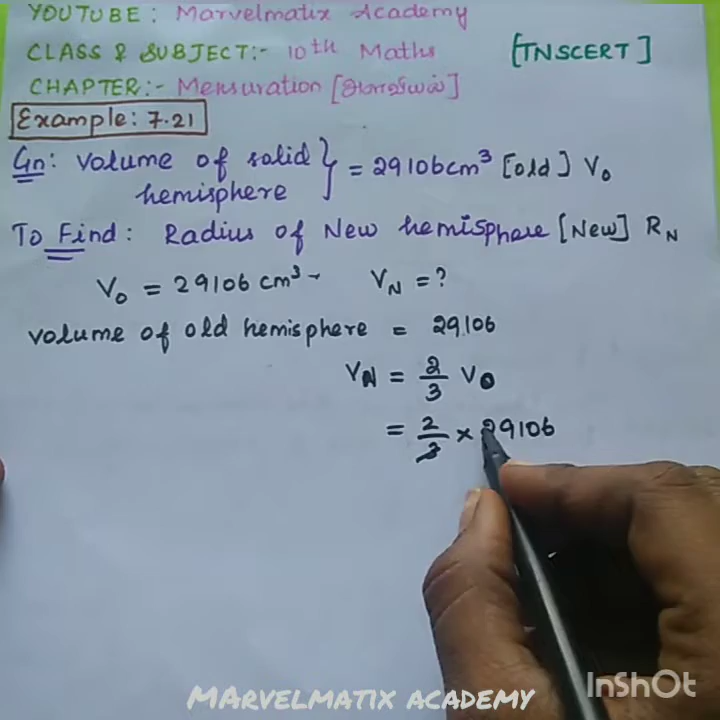 YOUTUBE : Marvelmatix Academy
CLASS & SUBJECT:- 10th Maths [TNSCERT]
CHAPTER:- Mensuration [அளவியல்]
Example: 7.21
Gn: Volume of solid hemisphere } = 29106cm³ [old] V₀
To Find: Radius of New hemisphere [New] R_N
V₀ = 29106 cm³ V_N = ?
volume of old hemisphere = 29106
V_N = 2/3 V₀
= 2/3 × 29106
InShOt
MARVELMATIX ACADEMY